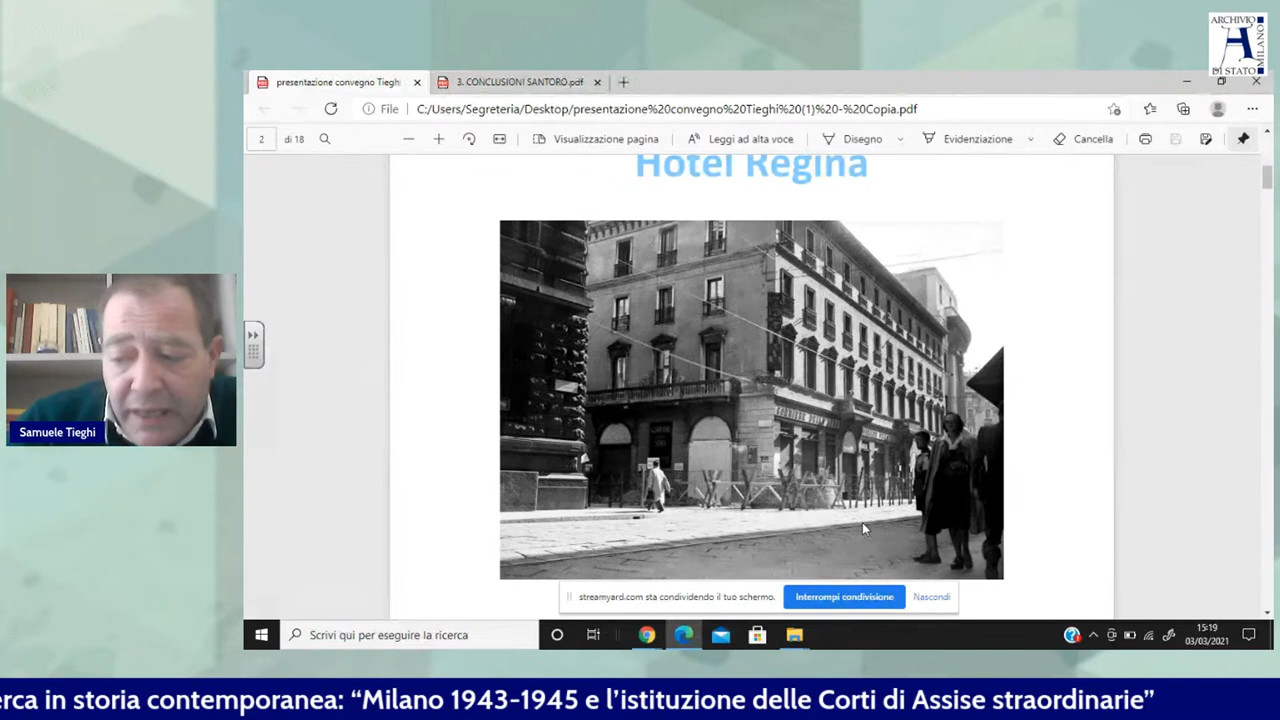 ARCHIVIO
DI STATO
MILANO
presentazione convegno Tiegh
3. CONCLUSIONI SANTORO.pdf
File
C:/Users/Segreteria/Desktop/presentazione%20convegno%20Tieghi%20(1)%20-%20Copia.pdf
2
di 18
Visualizzazione pagina
Leggi ad alta voce
Disegno
Evidenziazione
Cancella
Hotel Regina
CORRIERE DELLA
Samuele Tieghi
streamyard.com sta condividendo il tuo schermo.
Interrompi condivisione
Nascondi
Scrivi qui per eseguire la ricerca
15:19
03/03/2021
erca in storia contemporanea: “Milano 1943-1945 e l’istituzione delle Corti di Assise straordinarie”